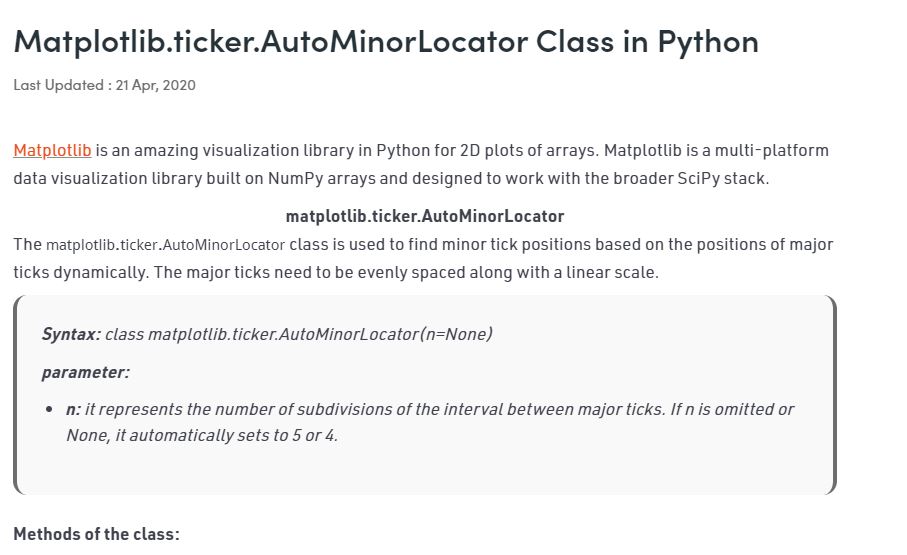 Matplotlib.ticker.AutoMinorLocator Class in Python
Last Updated : 21 Apr, 2020
Matplotlib is an amazing visualization library in Python for 2D plots of arrays. Matplotlib is a multi-platform
data visualization library built on NumPy arrays and designed to work with the broader SciPy stack.
matplotlib.ticker.AutoMinorLocator
The matplotlib.ticker.AutoMinorLocator class is used to find minor tick positions based on the positions of major
ticks dynamically. The major ticks need to be evenly spaced along with a linear scale.
Syntax: class matplotlib.ticker.AutoMinorLocator(n=None)
parameter:
• n: it represents the number of subdivisions of the interval between major ticks. If n is omitted or
None, it automatically sets to 5 or 4.
Methods of the class: